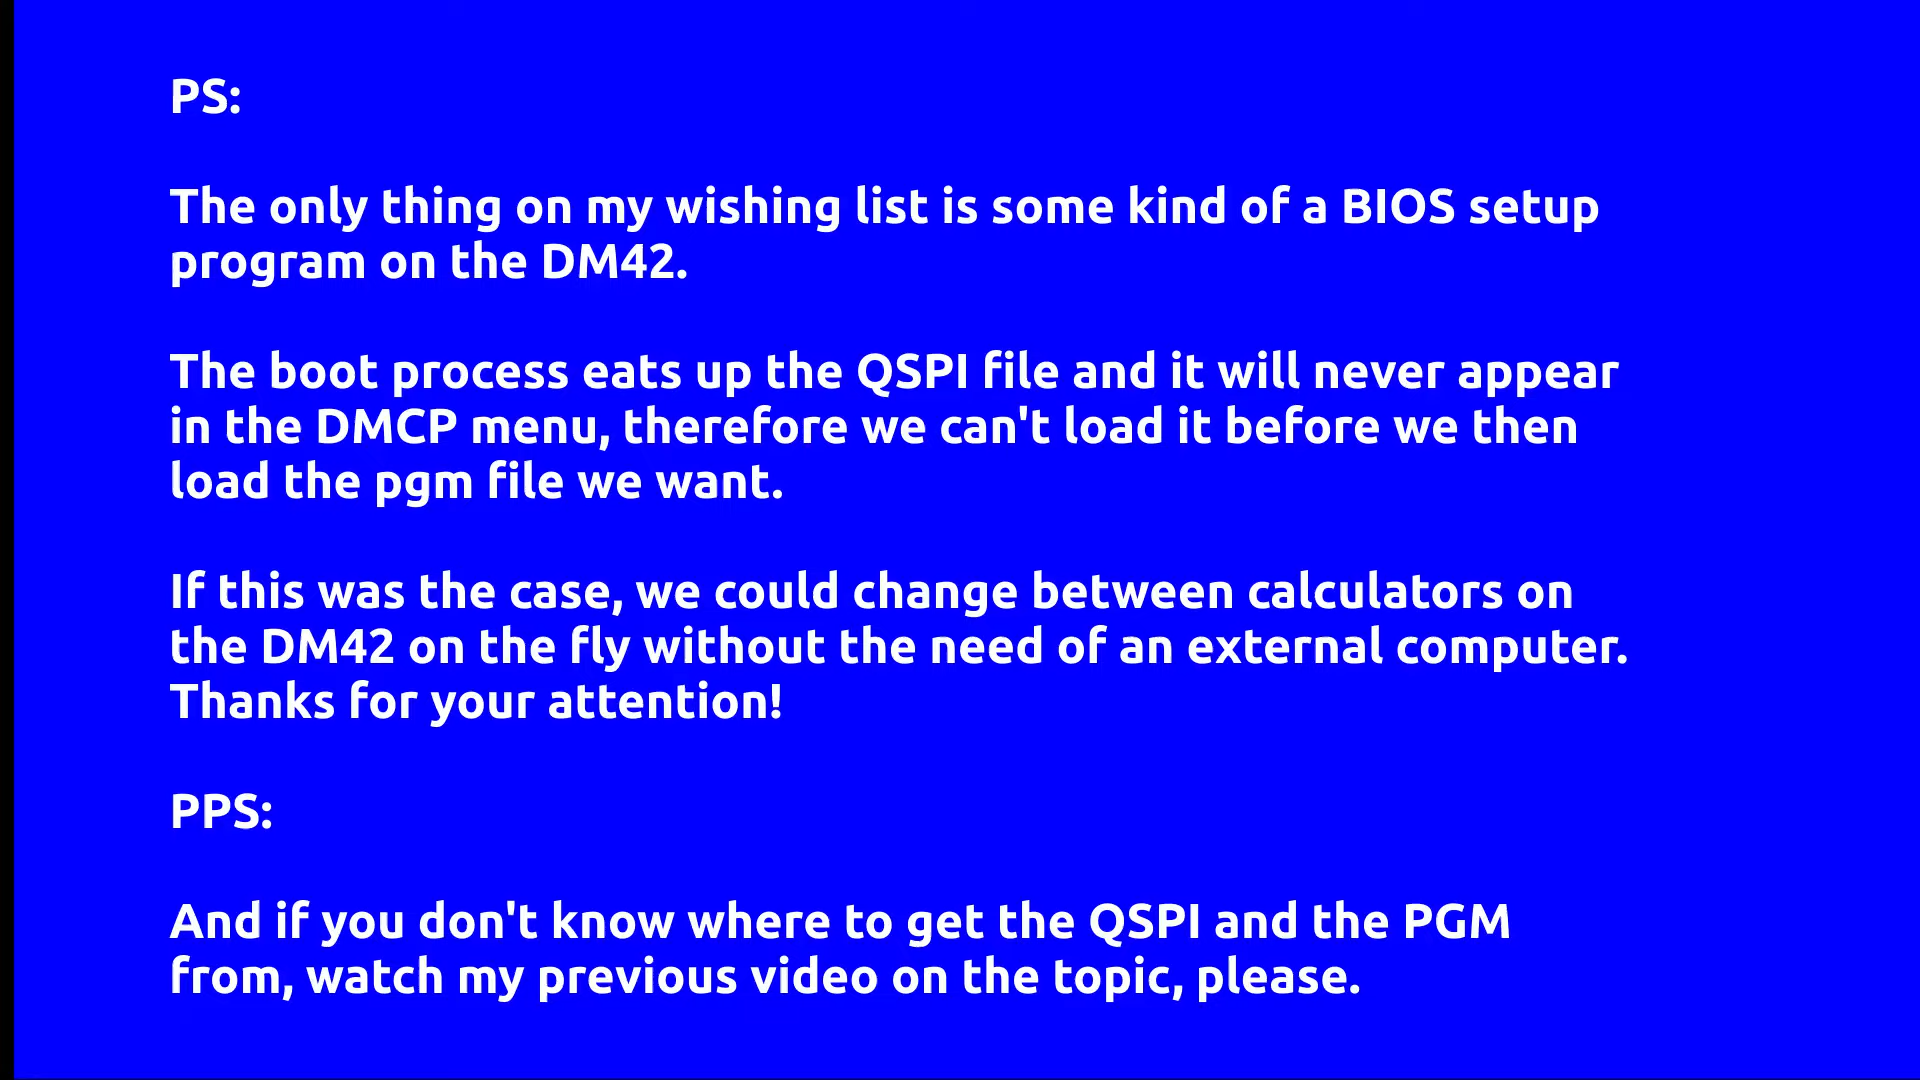 PS:
The only thing on my wishing list is some kind of a BIOS setup
program on the DM42.
The boot process eats up the QSPI file and it will never appear
in the DMCP menu, therefore we can't load it before we then
load the pgm file we want.
If this was the case, we could change between calculators on
the DM42 on the fly without the need of an external computer.
Thanks for your attention!
PPS:
And if you don't know where to get the QSPI and the PGM
from, watch my previous video on the topic, please.